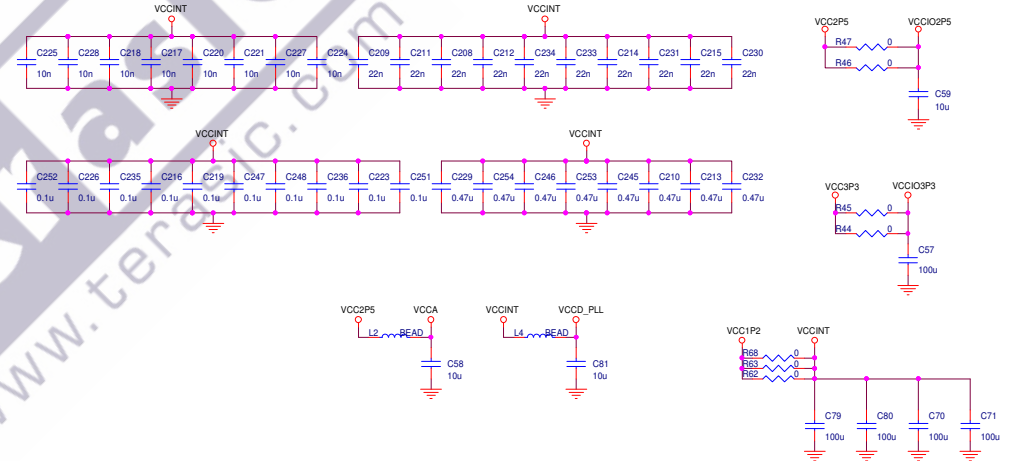 VCCINT
C225 C228 C218 C217 C220 C221 C227 C224
10n 10n 10n 10n 10n 10n 10n 10n
VCCINT
C209 C211 C208 C212 C234 C233 C214 C231 C215 C230
22n 22n 22n 22n 22n 22n 22n 22n 22n 22n
VCC2P5 VCCIO2P5
R47 0
R46 0
C59
10u
VCCINT
C252 C226 C235 C216 C219 C247 C248 C236 C223 C251
0.1u 0.1u 0.1u 0.1u 0.1u 0.1u 0.1u 0.1u 0.1u 0.1u
VCCINT
C229 C254 C246 C253 C245 C210 C213 C232
0.47u 0.47u 0.47u 0.47u 0.47u 0.47u 0.47u 0.47u
VCC3P3 VCCIO3P3
R45 0
R44 0
C57
100u
VCC2P5 VCCA
L2 BEAD
C58
10u
VCCINT VCCD_PLL
L4 BEAD
C81
10u
VCC1P2 VCCINT
R68 0
R63 0
R62 0
C79 C80 C70 C71
100u 100u 100u 100u
www.terasic.com